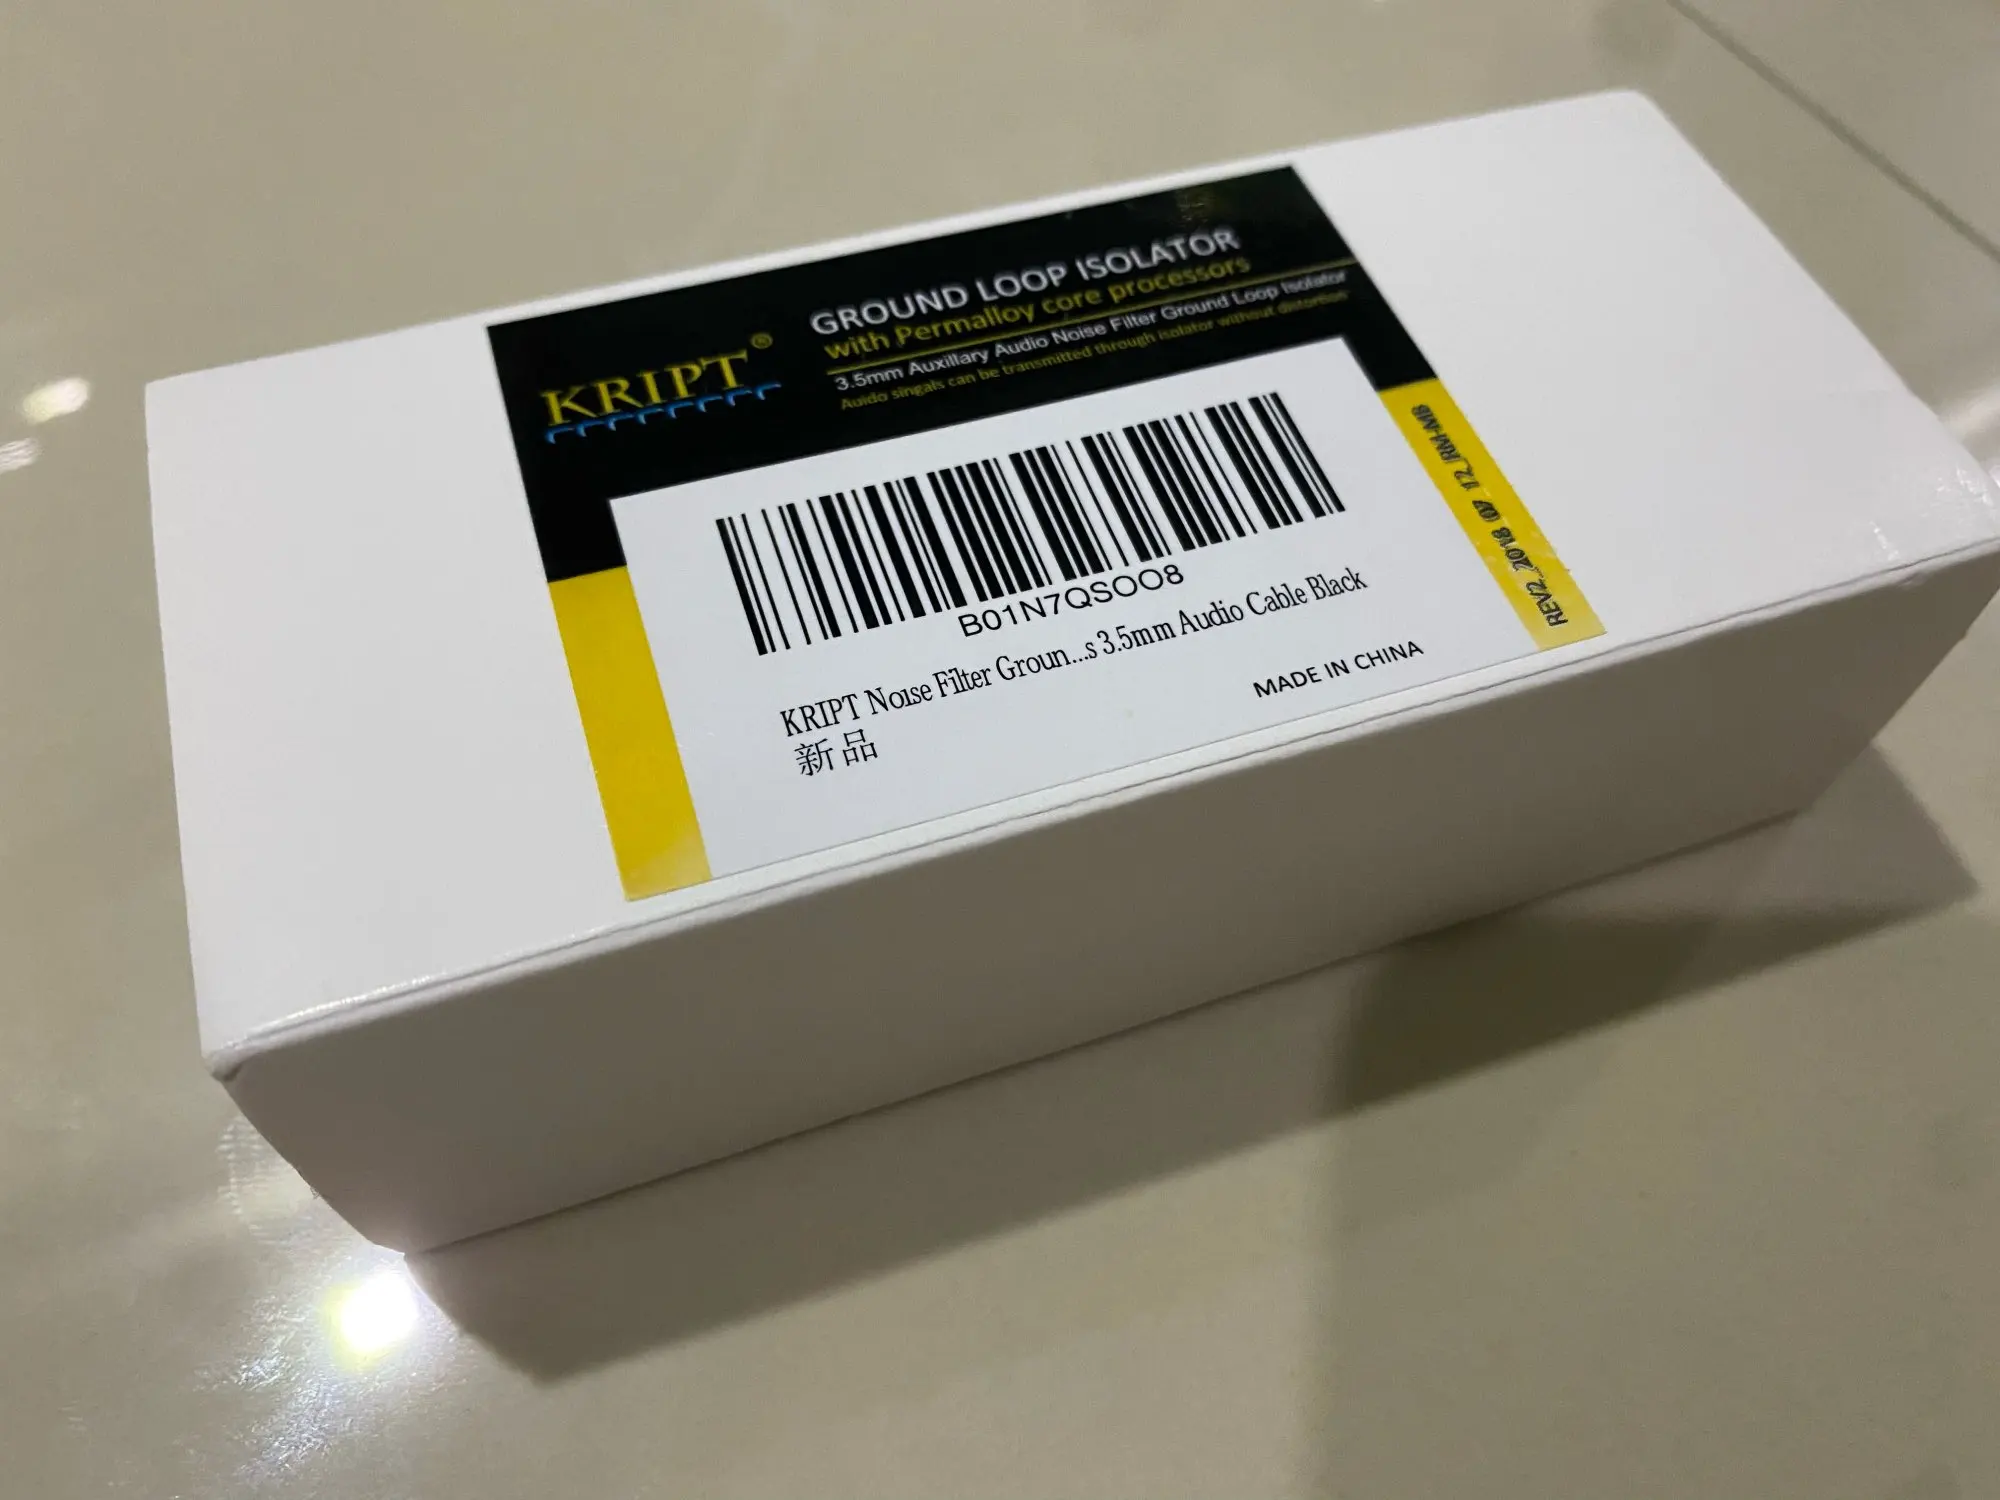 KRIPT®
GROUND LOOP ISOLATOR
with Permalloy core processors
3.5mm Auxillary Audio Noise Filter Ground Loop Isolator
Auido singals can be transmitted through isolator without distortion
B01N7QSOO8
KRIPT Noise Filter Groun...s 3.5mm Audio Cable Black
新品
MADE IN CHINA
REV2_2018 07 12_RM-MB